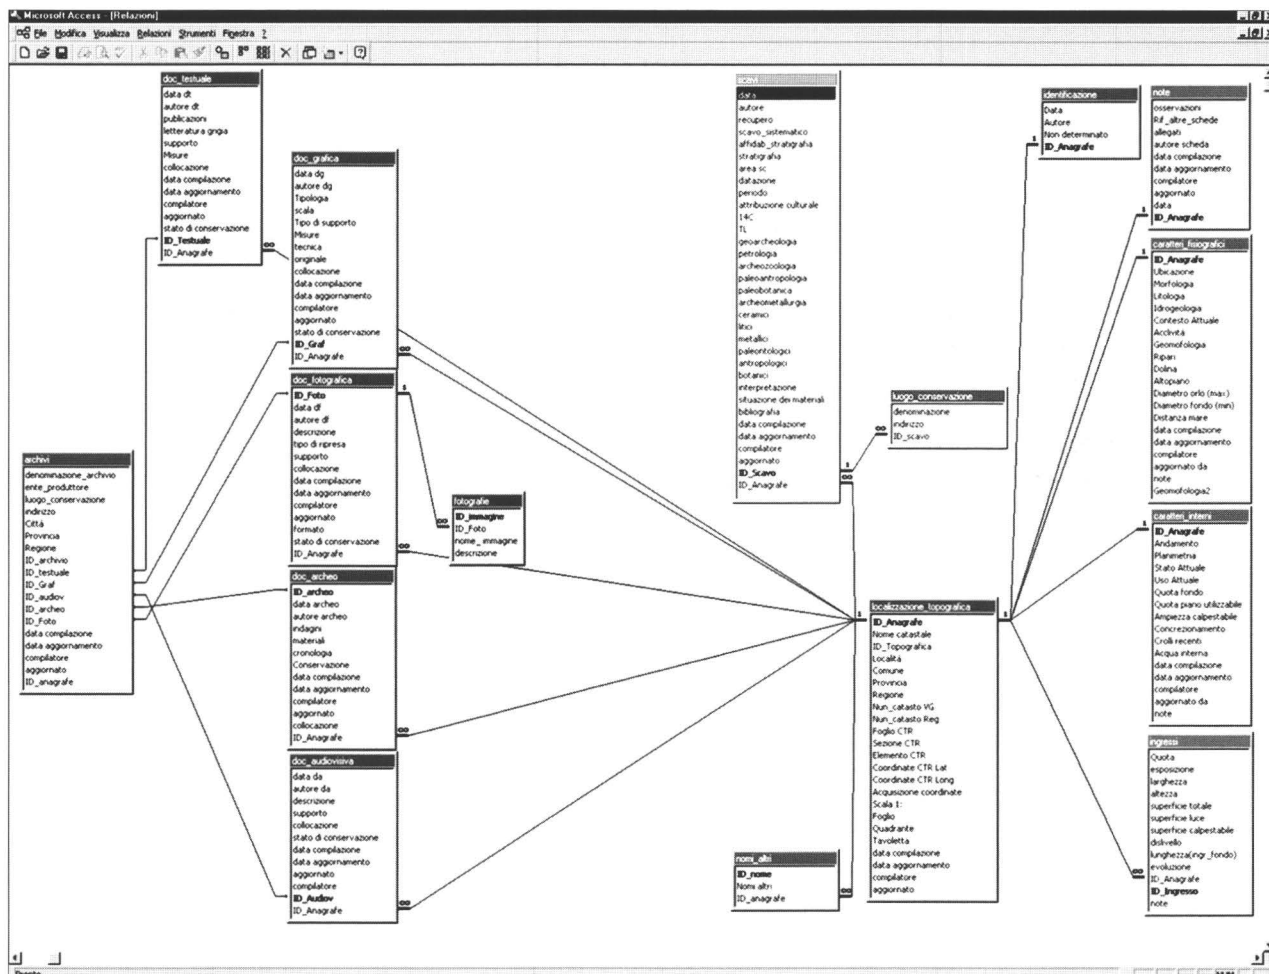 Microsoft Access - [Relazioni]
File Modifica Visualizza Relazioni Strumenti Finestra ?
doc_testuale
data dt
autore dt
publicazioni
letteratura grigia
supporto
Misure
collocazione
data compilazione
data aggiornamento
compilatore
aggiornato
stato di conservazione
ID_Testuale
ID_Anagrafe
doc_grafica
data dg
autore dg
Tipologia
scala
Tipo di supporto
Misure
tecnica
originale
collocazione
data compilazione
data aggiornamento
compilatore
aggiornato
stato di conservazione
ID_Graf
ID_Anagrafe
doc_fotografica
ID_Foto
data df
autore df
descrizione
tipo di ripresa
supporto
collocazione
data compilazione
data aggiornamento
compilatore
aggiornato
formato
stato di conservazione
ID_Anagrafe
archivi
denominazione_archivio
ente_produttore
luogo_conservazione
indirizzo
Città
Provincia
Regione
ID_archivio
ID_testuale
ID_Graf
ID_audiov
ID_archeo
ID_Foto
data compilazione
data aggiornamento
compilatore
aggiornato
ID_anagrafe
fotografie
ID_immagine
ID_Foto
nome_ immagine
descrizione
doc_archeo
ID_archeo
data archeo
autore archeo
indagini
materiali
cronologia
Conservazione
data compilazione
data aggiornamento
compilatore
aggiornato
collocazione
ID_Anagrafe
doc_audiovisiva
data da
autore da
descrizione
supporto
collocazione
stato di conservazione
data compilazione
data aggiornamento
aggiornato
compilatore
ID_Audiov
ID_Anagrafe
scavi
data
autore
recupero
scavo_sistematico
affidab_stratigrafia
stratigrafia
area sc
datazione
periodo
attribuzione culturale
14C
TL
geoarcheologia
petrologia
archeozoologia
paleoantropologia
paleobotanica
archeometallurgia
ceramici
litici
metallici
paleontologici
antropologici
botanici
interpretazione
situazione dei materiali
bibliografia
data compilazione
data aggiornamento
compilatore
aggiornato
ID_Scavo
ID_Anagrafe
luogo_conservazione
denominazione
indirizzo
ID_scavo
identificazione
Data
Autore
Non determinato
ID_Anagrafe
note
osservazioni
Rif_altre_schede
allegati
autore scheda
data compilazione
data aggiornamento
compilatore
aggiornato
data
ID_Anagrafe
caratteri_fisiografici
ID_Anagrafe
Ubicazione
Morfologia
Litologia
Idrogeologia
Contesto Attuale
Acclività
Geomofologia
Ripari
Dolina
Altopiano
Diametro orlo (max)
Diametro fondo (min)
Distanza mare
data compilazione
data aggiornamento
compilatore
aggiornato da
note
Geomofologia2
caratteri_interni
ID_Anagrafe
Andamento
Planimetria
Stato Attuale
Uso Attuale
Quota fondo
Quota piano utilizzabile
Ampiezza calpestabile
Concrezionamento
Crolli recenti
Acqua interna
data compilazione
data aggiornamento
compilatore
aggiornato da
note
localizzazione_topografica
ID_Anagrafe
Nome catastale
ID_Topografica
Località
Comune
Provincia
Regione
Nun_catasto VG
Nun_catasto Reg
Foglio CTR
Sezione CTR
Elemento CTR
Coordinate CTR Lat
Coordinate CTR Long
Acquisizione coordinate
Scala 1:
Foglio
Quadrante
Tavoletta
data compilazione
data aggiornamento
compilatore
aggiornato
nomi_altri
ID_nome
Nomi altri
ID_anagrafe
ingressi
Quota
esposizione
larghezza
altezza
superficie totale
superficie luce
superficie calpestabile
dislivello
lunghezza(ingr_fondo)
evoluzione
ID_Anagrafe
ID_Ingresso
note